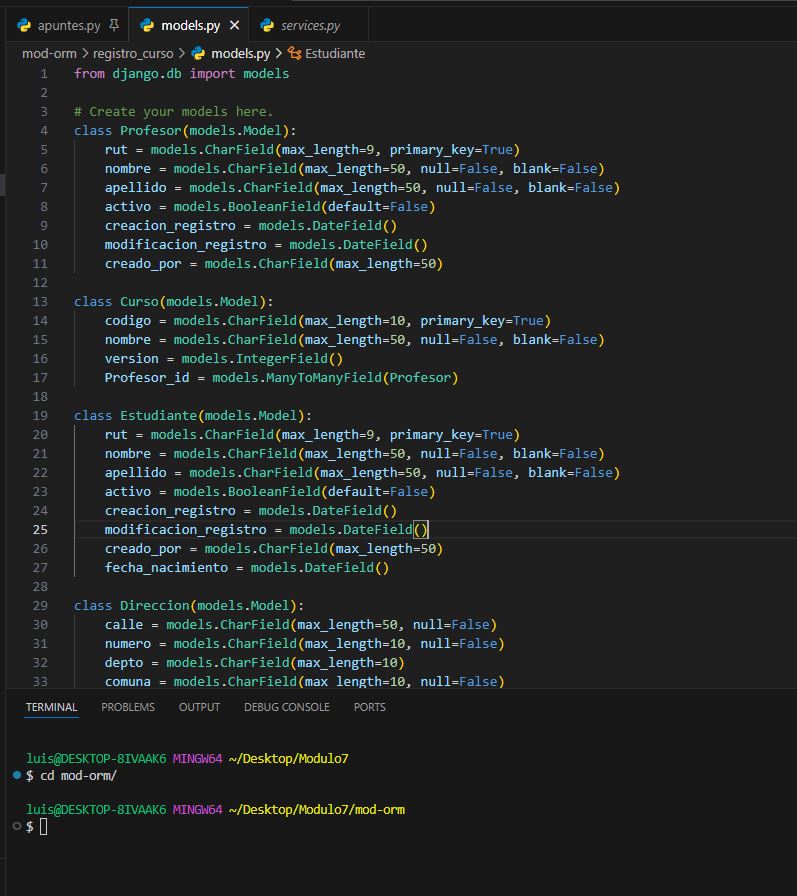 apuntes.py
models.py
services.py
mod-orm > registro_curso > models.py > Estudiante
1 from django.db import models
2
3 # Create your models here.
4 class Profesor(models.Model):
5     rut = models.CharField(max_length=9, primary_key=True)
6     nombre = models.CharField(max_length=50, null=False, blank=False)
7     apellido = models.CharField(max_length=50, null=False, blank=False)
8     activo = models.BooleanField(default=False)
9     creacion_registro = models.DateField()
10     modificacion_registro = models.DateField()
11     creado_por = models.CharField(max_length=50)
12
13 class Curso(models.Model):
14     codigo = models.CharField(max_length=10, primary_key=True)
15     nombre = models.CharField(max_length=50, null=False, blank=False)
16     version = models.IntegerField()
17     Profesor_id = models.ManyToManyField(Profesor)
18
19 class Estudiante(models.Model):
20     rut = models.CharField(max_length=9, primary_key=True)
21     nombre = models.CharField(max_length=50, null=False, blank=False)
22     apellido = models.CharField(max_length=50, null=False, blank=False)
23     activo = models.BooleanField(default=False)
24     creacion_registro = models.DateField()
25     modificacion_registro = models.DateField()
26     creado_por = models.CharField(max_length=50)
27     fecha_nacimiento = models.DateField()
28
29 class Direccion(models.Model):
30     calle = models.CharField(max_length=50, null=False)
31     numero = models.CharField(max_length=10, null=False)
32     depto = models.CharField(max_length=10)
33     comuna = models.CharField(max_length=10, null=False)
TERMINAL PROBLEMS OUTPUT DEBUG CONSOLE PORTS
luis@DESKTOP-8IVAAK6 MINGW64 ~/Desktop/Modulo7
$ cd mod-orm/
luis@DESKTOP-8IVAAK6 MINGW64 ~/Desktop/Modulo7/mod-orm
$